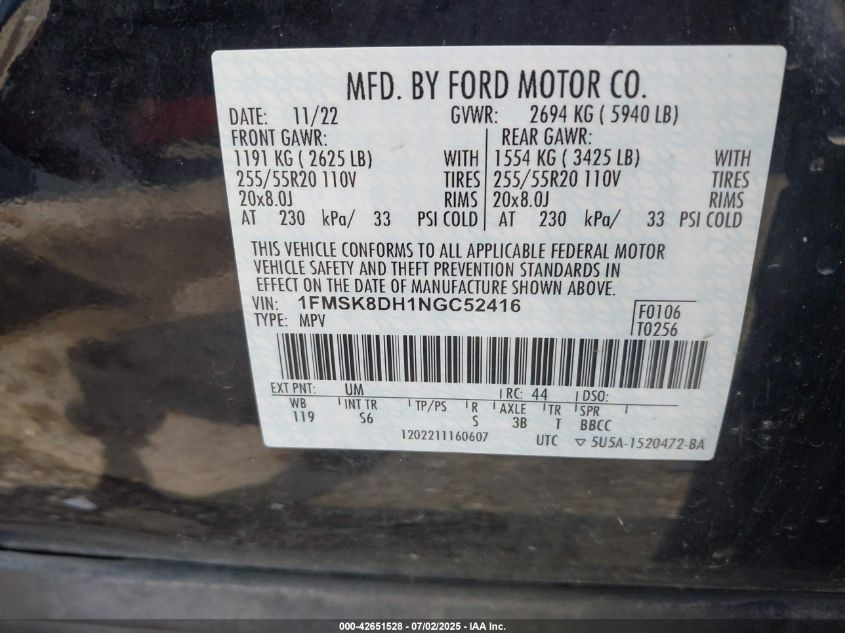 MFD. BY FORD MOTOR CO.
DATE: 11/22 GVWR: 2694 KG ( 5940 LB)
FRONT GAWR: REAR GAWR:
1191 KG ( 2625 LB) WITH 1554 KG ( 3425 LB) WITH
255/55R20 110V TIRES 255/55R20 110V TIRES
20x8.0J RIMS 20x8.0J RIMS
AT 230 kPa/ 33 PSI COLD AT 230 kPa/ 33 PSI COLD
THIS VEHICLE CONFORMS TO ALL APPLICABLE FEDERAL MOTOR
VEHICLE SAFETY AND THEFT PREVENTION STANDARDS IN
EFFECT ON THE DATE OF MANUFACTURE SHOWN ABOVE.
VIN: 1FMSK8DH1NGC52416 F0106
TYPE: MPV T0256
EXT PNT: UM RC: 44 DSO:
WB INT TR TP/PS R AXLE TR SPR
119 S6 S 3B T BBCC
1202211160607 UTC ▽ 5U5A-1520472-BA
000-42651528 - 07/02/2025 - IAA Inc.